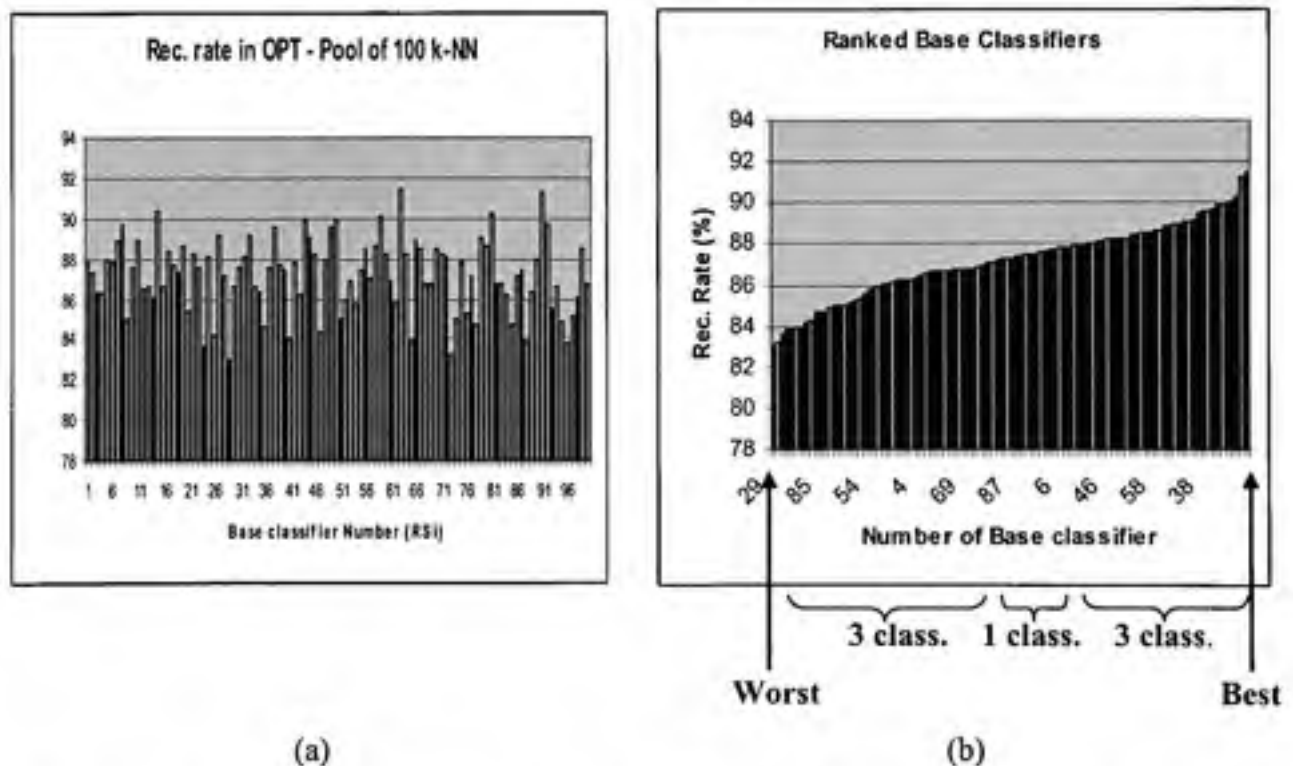 Rec. rate in OPT - Pool of 100 k-NN
94
92
90
88
86
84
82
80
78
1 6 11 16 21 26 31 36 41 46 51 56 61 66 71 76 81 86 91 96
Base classifier Number (RSi)
(a)
Ranked Base Classifiers
Rec. Rate (%)
94
92
90
88
86
84
82
80
78
29 85 54 4 69 87 6 46 58 38
Number of Base classifier
3 class. 1 class. 3 class.
Worst Best
(b)